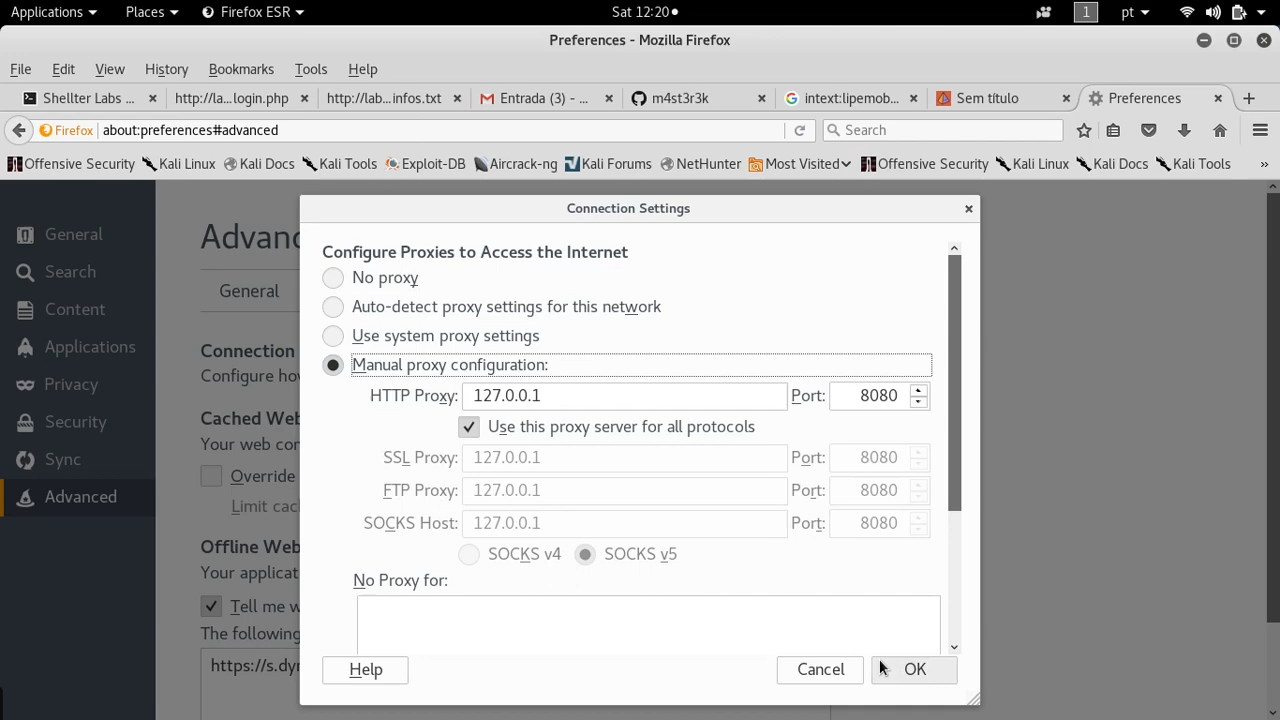 Applications Places Firefox ESR Sat 12:20 1 pt
Preferences - Mozilla Firefox
File Edit View History Bookmarks Tools Help
Shellter Labs ... http://la...login.php http://lab...infos.txt Entrada (3) - ... m4st3r3k intext:lipemob... Sem título Preferences
Firefox about:preferences#advanced Search
Offensive Security Kali Linux Kali Docs Kali Tools Exploit-DB Aircrack-ng Kali Forums NetHunter Most Visited Offensive Security Kali Linux Kali Docs Kali Tools »
Connection Settings
General
Search
Content
Applications
Privacy
Security
Sync
Advanced
Advan
General
Connection
Configure how
Cached Web
Your web con
Override
Limit cac
Offline Web
Your applicat
Tell me w
The following
https://s.dyn
Configure Proxies to Access the Internet
No proxy
Auto-detect proxy settings for this network
Use system proxy settings
Manual proxy configuration:
HTTP Proxy: 127.0.0.1 Port: 8080
Use this proxy server for all protocols
SSL Proxy: 127.0.0.1 Port: 8080
FTP Proxy: 127.0.0.1 Port: 8080
SOCKS Host: 127.0.0.1 Port: 8080
SOCKS v4 SOCKS v5
No Proxy for:
Help Cancel OK